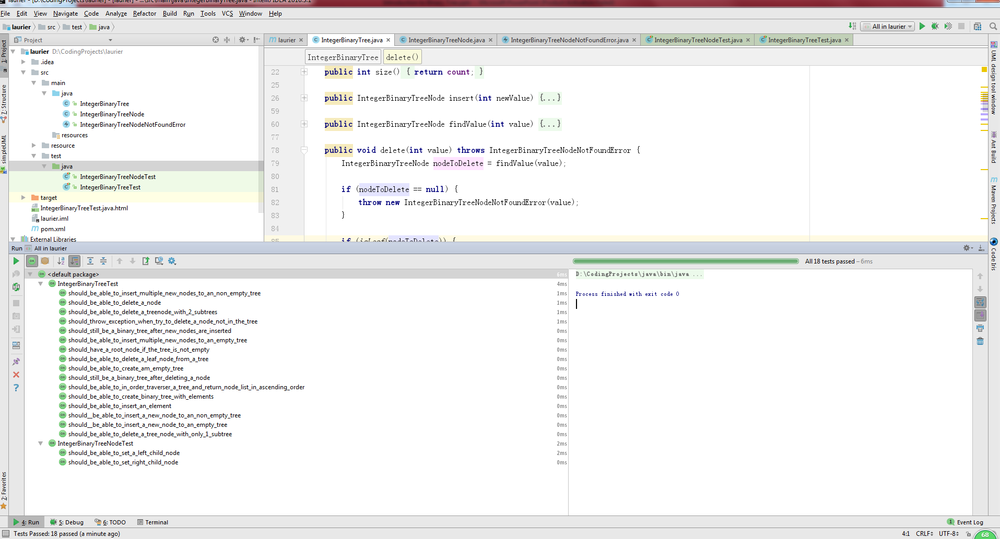 laurier - [D:\CodingProjects\laurier] - [laurier] - ...\src\main\java\IntegerBinaryTree.java - IntelliJ IDEA 2016.3.1
File Edit View Navigate Code Analyze Refactor Build Run Tools VCS Window Help
laurier src test java
All in laurier
Project
laurier IntegerBinaryTree.java IntegerBinaryTreeNode.java IntegerBinaryTreeNodeNotFoundError.java IntegerBinaryTreeNodeTest.java IntegerBinaryTreeTest.java
laurier D:\CodingProjects\laurier
.idea
src
main
java
IntegerBinaryTree
IntegerBinaryTreeNode
IntegerBinaryTreeNodeNotFoundError
resources
resource
test
java
IntegerBinaryTreeNodeTest
IntegerBinaryTreeTest
target
IntegerBinaryTreeTest.java.html
laurier.iml
pom.xml
External Libraries
IntegerBinaryTree delete()
22 public int size() { return count; }
25
26 public IntegerBinaryTreeNode insert(int newValue) {...}
59
60 public IntegerBinaryTreeNode findValue(int value) {...}
77
78 public void delete(int value) throws IntegerBinaryTreeNodeNotFoundError {
79 IntegerBinaryTreeNode nodeToDelete = findValue(value);
80
81 if (nodeToDelete == null) {
82 throw new IntegerBinaryTreeNodeNotFoundError(value);
83 }
84
85 if (isLeaf(nodeToDelete)) {
1: Project
7: Structure
simpleUML
2: Favorites
UML design tool window
Ant Build
Maven Projects
Code Iris
Run All in laurier
All 18 tests passed – 6ms
<default package> 6ms
IntegerBinaryTreeTest 4ms
should_be_able_to_insert_multiple_new_nodes_to_an_non_empty_tree 1ms
should_be_able_to_delete_a_node 1ms
should_be_able_to_delete_a_treenode_with_2_subtrees 1ms
should_throw_exception_when_try_to_delete_a_node_not_in_the_tree 1ms
should_still_be_a_binary_tree_after_new_nodes_are_inserted 0ms
should_be_able_to_insert_multiple_new_nodes_to_an_empty_tree 0ms
should_have_a_root_node_if_the_tree_is_not_empty 0ms
should_be_able_to_delete_a_leaf_node_from_a_tree 0ms
should_be_able_to_create_am_empty_tree 0ms
should_still_be_a_binary_tree_after_deleting_a_node 0ms
should_be_able_to_in_order_traverser_a_tree_and_return_node_list_in_ascending_order 0ms
should_be_able_to_create_binary_tree_with_elements 0ms
should_be_able_to_insert_an_element 0ms
should__be_able_to_insert_a_new_node_to_an_non_empty_tree 0ms
should__be_able_to_insert_a_new_node_to_an_empty_tree 0ms
should_be_able_to_delete_a_tree_node_with_only_1_subtree 0ms
IntegerBinaryTreeNodeTest 2ms
should_be_able_to_set_a_left_child_node 2ms
should_be_able_to_set_right_child_node 0ms
D:\CodingProjects\java\bin\java ...
Process finished with exit code 0
4: Run 5: Debug 6: TODO Terminal
1 Event Log
Tests Passed: 18 passed (a minute ago)
4:1 CRLF UTF-8
68